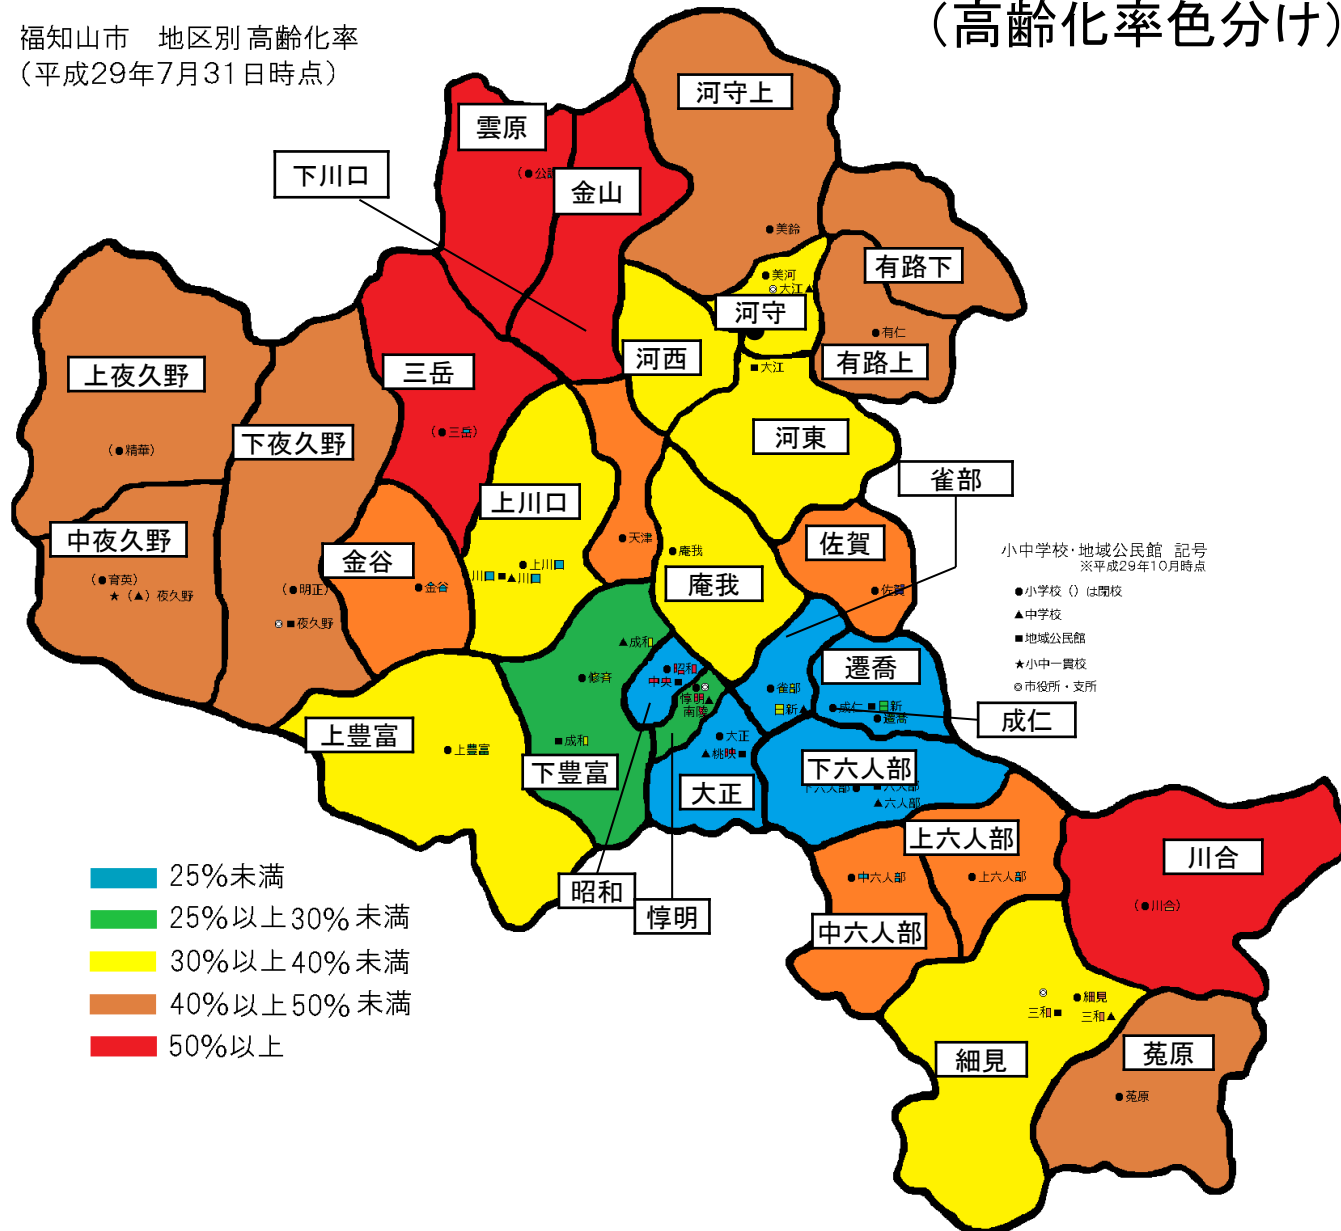 (高齢化率色分け)
福知山市　地区別 高齢化率
(平成29年7月31日時点)
河守上
雲原
下川口
(●公誠
金山
●美鈴
有路下
●美河
◎大江▲
河守
●有仁
河西
有路上
上夜久野
三岳
■大江
下夜久野
(●三岳)
河東
(●精華)
雀部
上川口
中夜久野
金谷
●天津
●庵我
佐賀
小中学校・地域公民館 記号
※平成29年10月時点
●上川口
川口■▲川口
庵我
(●育英)
★(▲)夜久野
(●明正)
●金谷
●佐賀
●小学校()は閉校
▲中学校
◎■夜久野
■地域公民館
▲成和
遷喬
★小中一貫校
●修斉
●昭和
中央■
◎市役所・支所
●惇明▲
南陵
●雀部
日新▲
●成仁■日新
●遷喬
成仁
上豊富
●上豊富
■成和
●大正
▲桃映■
下豊富
下六人部
大正
下六人部●
■六人部
▲六人部
上六人部
川合
25%未満
●中六人部
●上六人部
昭和
惇明
(●川合)
25%以上30%未満
中六人部
30%以上40%未満
40%以上50%未満
◎
三和■
●細見
三和▲
50%以上
細見
菟原
●菟原